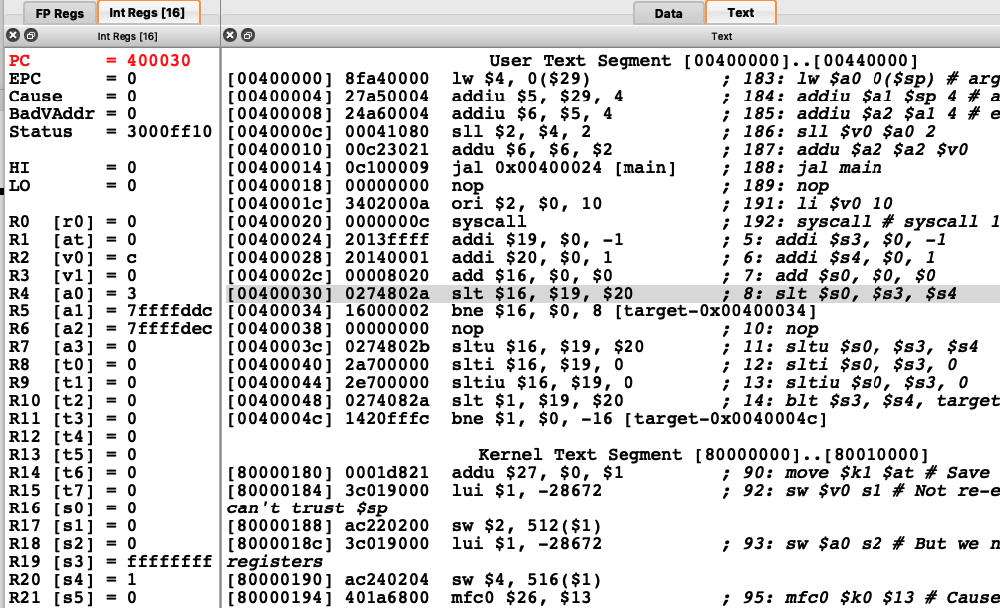 FP Regs Int Regs [16] Data Text
Int Regs [16] Text
PC = 400030
EPC = 0
Cause = 0
BadVAddr = 0
Status = 3000ff10
HI = 0
LO = 0
R0 [r0] = 0
R1 [at] = 0
R2 [v0] = c
R3 [v1] = 0
R4 [a0] = 3
R5 [a1] = 7ffffddc
R6 [a2] = 7ffffdec
R7 [a3] = 0
R8 [t0] = 0
R9 [t1] = 0
R10 [t2] = 0
R11 [t3] = 0
R12 [t4] = 0
R13 [t5] = 0
R14 [t6] = 0
R15 [t7] = 0
R16 [s0] = 0
R17 [s1] = 0
R18 [s2] = 0
R19 [s3] = ffffffff
R20 [s4] = 1
R21 [s5] = 0
User Text Segment [00400000]..[00440000]
[00400000] 8fa40000 lw $4, 0($29) ; 183: lw $a0 0($sp) # arg
[00400004] 27a50004 addiu $5, $29, 4 ; 184: addiu $a1 $sp 4 # a
[00400008] 24a60004 addiu $6, $5, 4 ; 185: addiu $a2 $a1 4 # e
[0040000c] 00041080 sll $2, $4, 2 ; 186: sll $v0 $a0 2
[00400010] 00c23021 addu $6, $6, $2 ; 187: addu $a2 $a2 $v0
[00400014] 0c100009 jal 0x00400024 [main] ; 188: jal main
[00400018] 00000000 nop ; 189: nop
[0040001c] 3402000a ori $2, $0, 10 ; 191: li $v0 10
[00400020] 0000000c syscall ; 192: syscall # syscall 1
[00400024] 2013ffff addi $19, $0, -1 ; 5: addi $s3, $0, -1
[00400028] 20140001 addi $20, $0, 1 ; 6: addi $s4, $0, 1
[0040002c] 00008020 add $16, $0, $0 ; 7: add $s0, $0, $0
[00400030] 0274802a slt $16, $19, $20 ; 8: slt $s0, $s3, $s4
[00400034] 16000002 bne $16, $0, 8 [target-0x00400034]
[00400038] 00000000 nop ; 10: nop
[0040003c] 0274802b sltu $16, $19, $20 ; 11: sltu $s0, $s3, $s4
[00400040] 2a700000 slti $16, $19, 0 ; 12: slti $s0, $s3, 0
[00400044] 2e700000 sltiu $16, $19, 0 ; 13: sltiu $s0, $s3, 0
[00400048] 0274082a slt $1, $19, $20 ; 14: blt $s3, $s4, target
[0040004c] 1420fffc bne $1, $0, -16 [target-0x0040004c]
Kernel Text Segment [80000000]..[80010000]
[80000180] 0001d821 addu $27, $0, $1 ; 90: move $k1 $at # Save
[80000184] 3c019000 lui $1, -28672 ; 92: sw $v0 s1 # Not re-e
can't trust $sp
[80000188] ac220200 sw $2, 512($1)
[8000018c] 3c019000 lui $1, -28672 ; 93: sw $a0 s2 # But we n
registers
[80000190] ac240204 sw $4, 516($1)
[80000194] 401a6800 mfc0 $26, $13 ; 95: mfc0 $k0 $13 # Cause